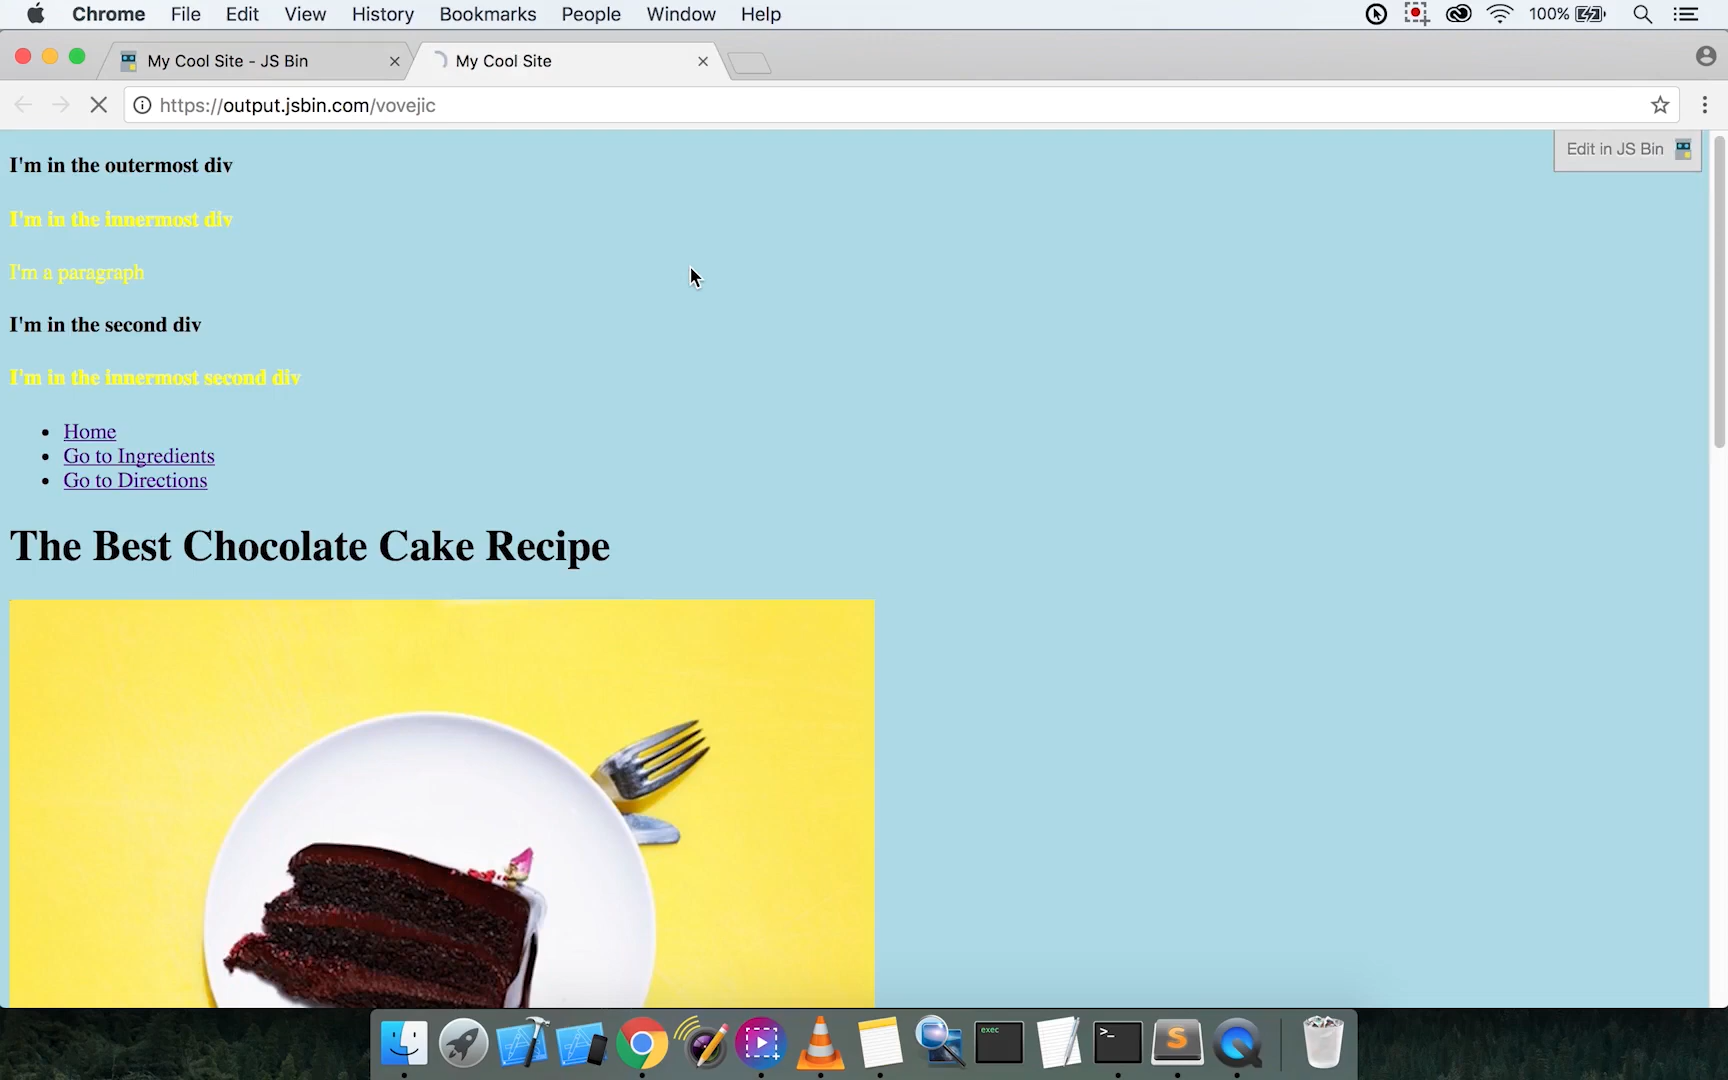 Chrome File Edit View History Bookmarks People Window Help 100%
My Cool Site - JS Bin My Cool Site
https://output.jsbin.com/vovejic
Edit in JS Bin
I'm in the outermost div
I'm in the innermost div
I'm a paragraph
I'm in the second div
I'm in the innermost second div
Home
Go to Ingredients
Go to Directions
The Best Chocolate Cake Recipe
exec